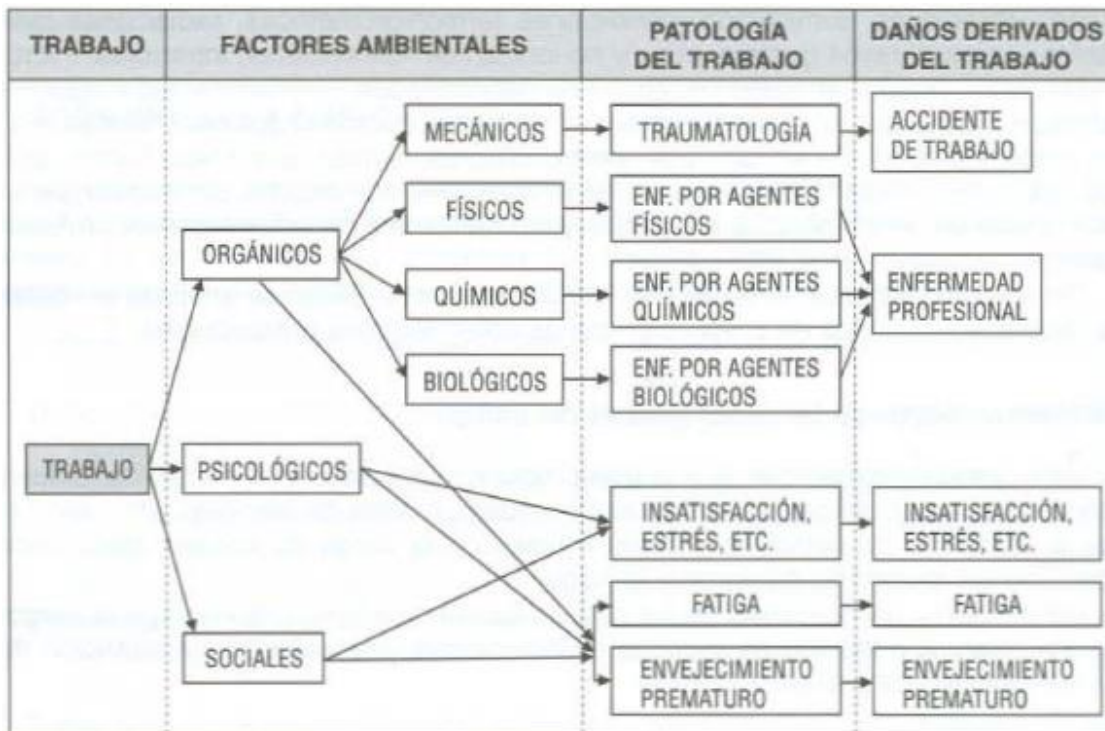 TRABAJO
FACTORES AMBIENTALES
PATOLOGÍA
DEL TRABAJO
DAÑOS DERIVADOS
DEL TRABAJO
MECÁNICOS
TRAUMATOLOGÍA
ACCIDENTE
DE TRABAJO
FÍSICOS
ENF. POR AGENTES
FÍSICOS
ORGÁNICOS
QUÍMICOS
ENF. POR AGENTES
QUÍMICOS
ENFERMEDAD
PROFESIONAL
BIOLÓGICOS
ENF. POR AGENTES
BIOLÓGICOS
TRABAJO
PSICOLÓGICOS
INSATISFACCIÓN,
ESTRÉS, ETC.
INSATISFACCIÓN,
ESTRÉS, ETC.
FATIGA
FATIGA
SOCIALES
ENVEJECIMIENTO
PREMATURO
ENVEJECIMIENTO
PREMATURO